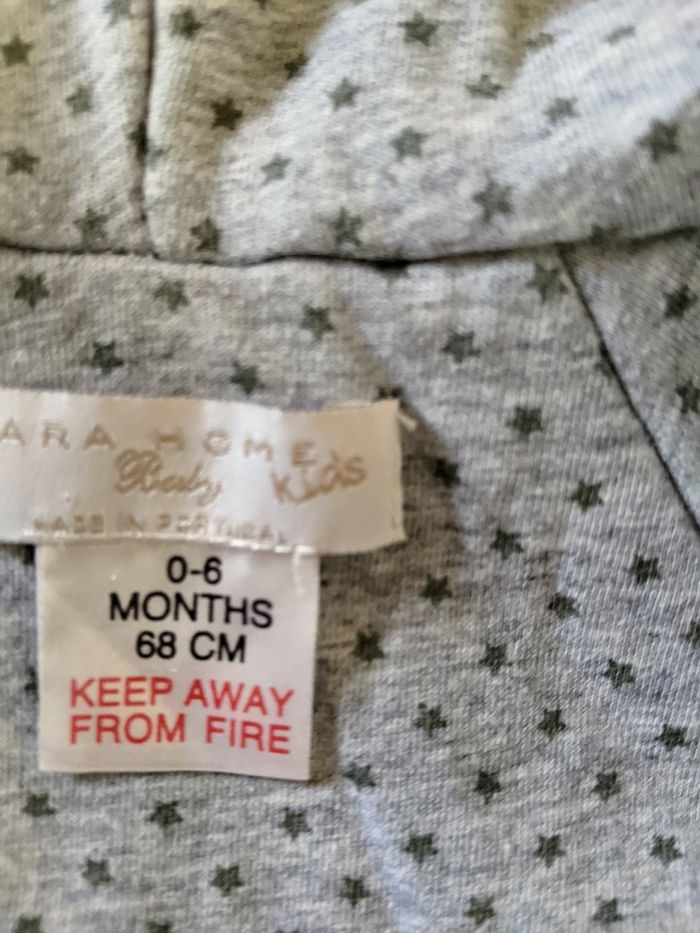 ARA HOME
Baby KIdS
MADE IN PORTUGAL
0-6
MONTHS
68 CM
KEEP AWAY
FROM FIRE